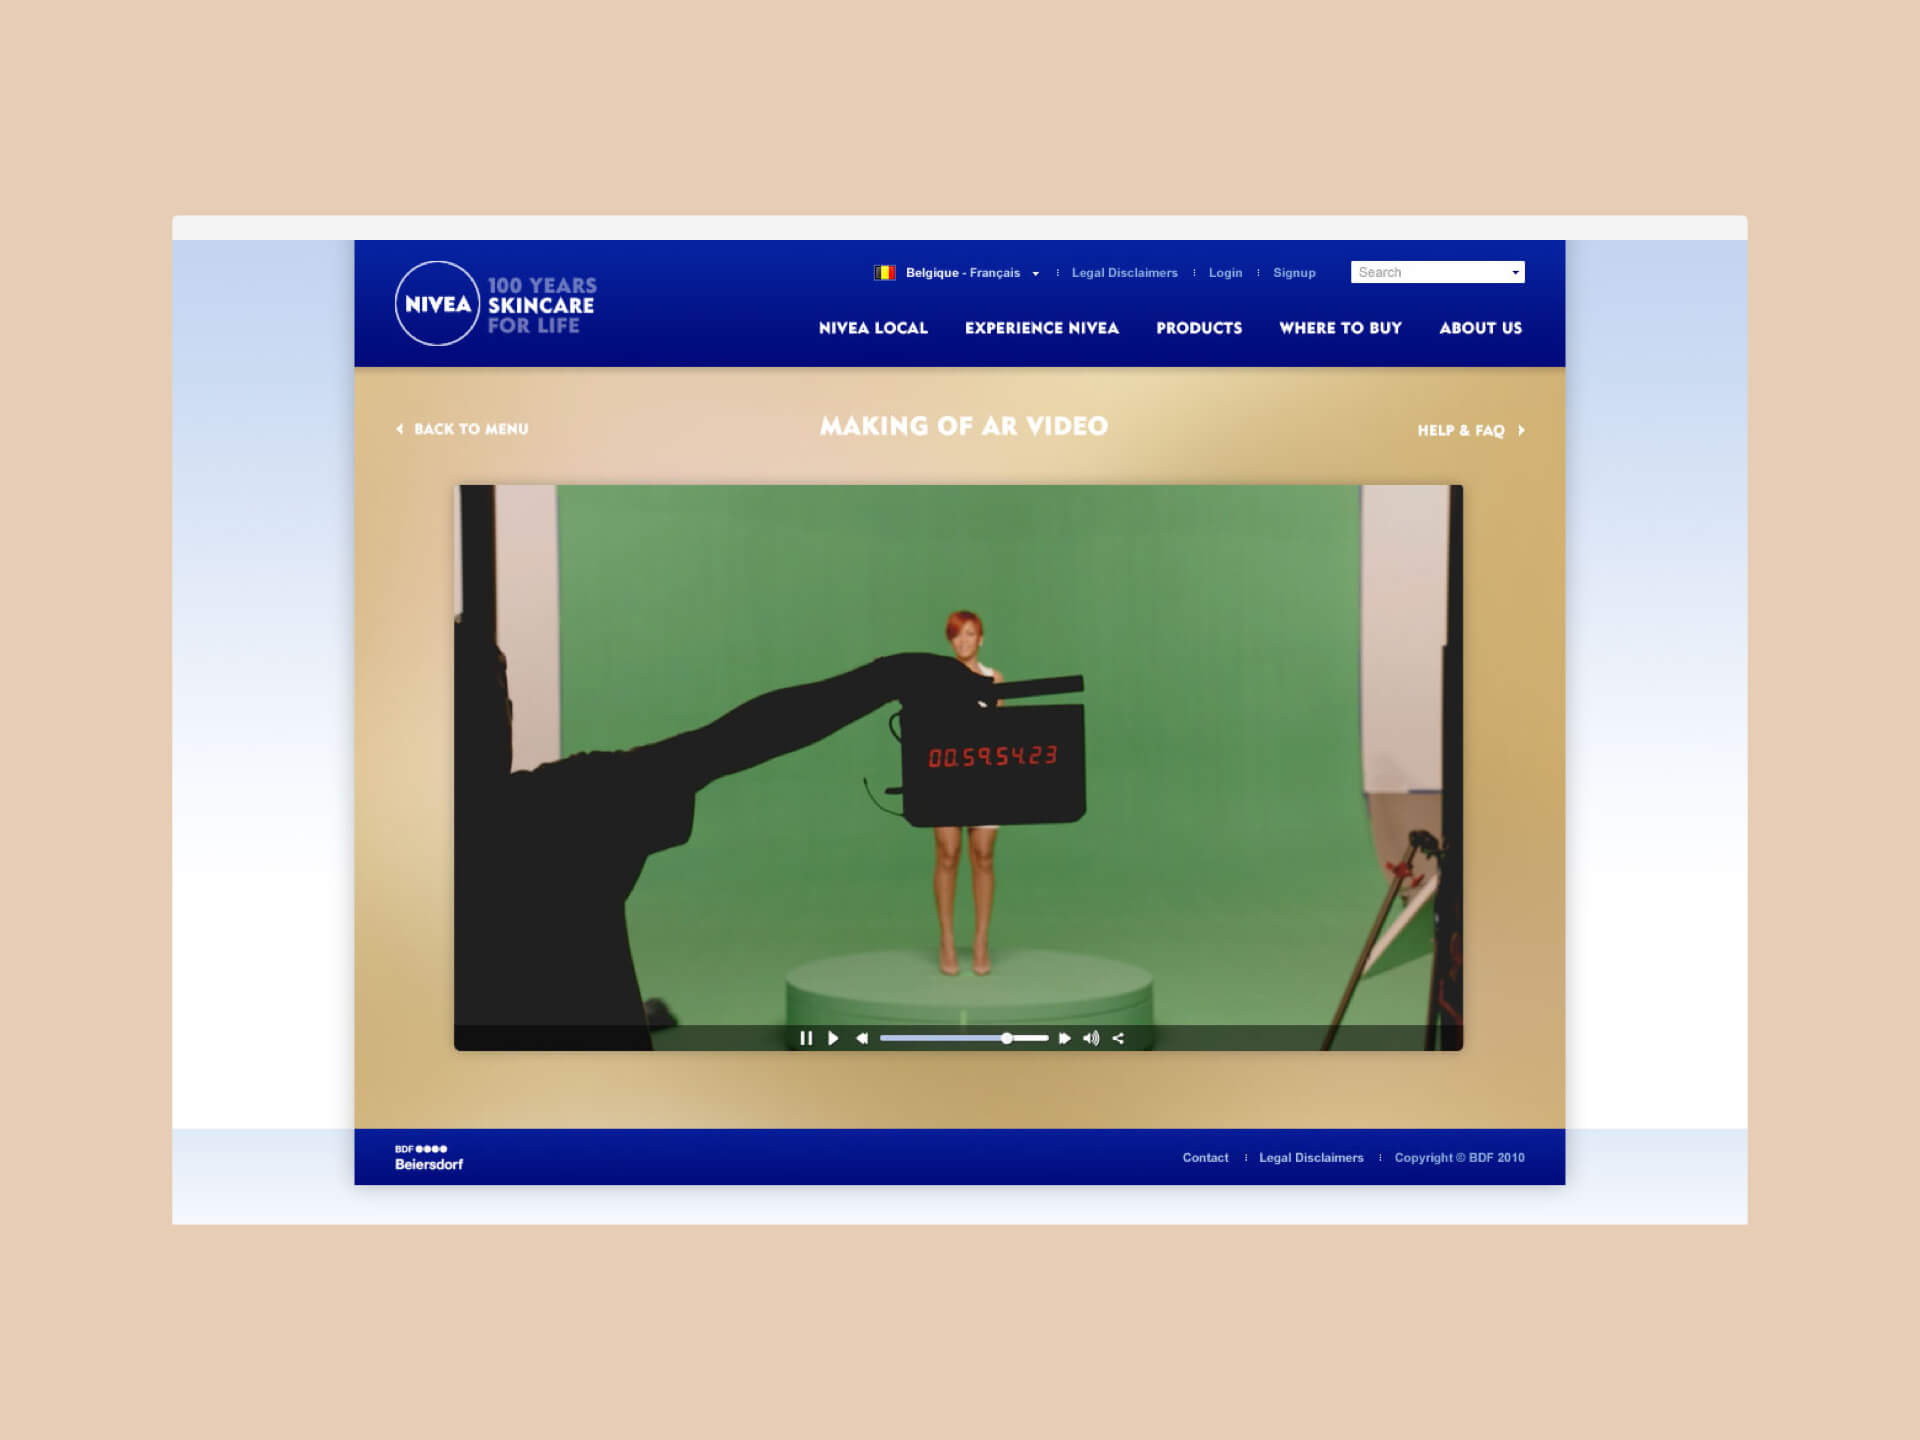 NIVEA
100 YEARS
SKINCARE
FOR LIFE
Belgique - Français
Legal Disclaimers
Login
Signup
Search
NIVEA LOCAL
EXPERIENCE NIVEA
PRODUCTS
WHERE TO BUY
ABOUT US
BACK TO MENU
MAKING OF AR VIDEO
HELP & FAQ
00.59.54.23
BDF
Beiersdorf
Contact
Legal Disclaimers
Copyright © BDF 2010